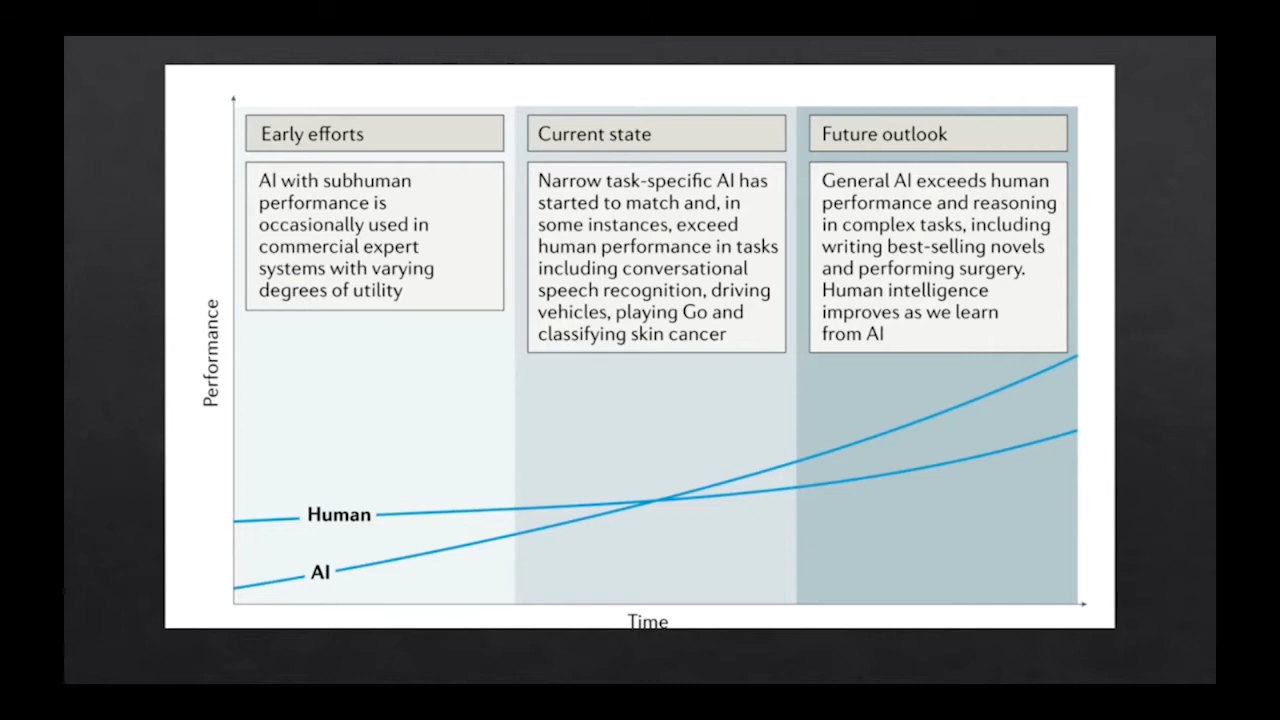 Early efforts
AI with subhuman
performance is
occasionally used in
commercial expert
systems with varying
degrees of utility
Current state
Narrow task-specific AI has
started to match and, in
some instances, exceed
human performance in tasks
including conversational
speech recognition, driving
vehicles, playing Go and
classifying skin cancer
Future outlook
General AI exceeds human
performance and reasoning
in complex tasks, including
writing best-selling novels
and performing surgery.
Human intelligence
improves as we learn
from AI
Performance
Human
AI
Time